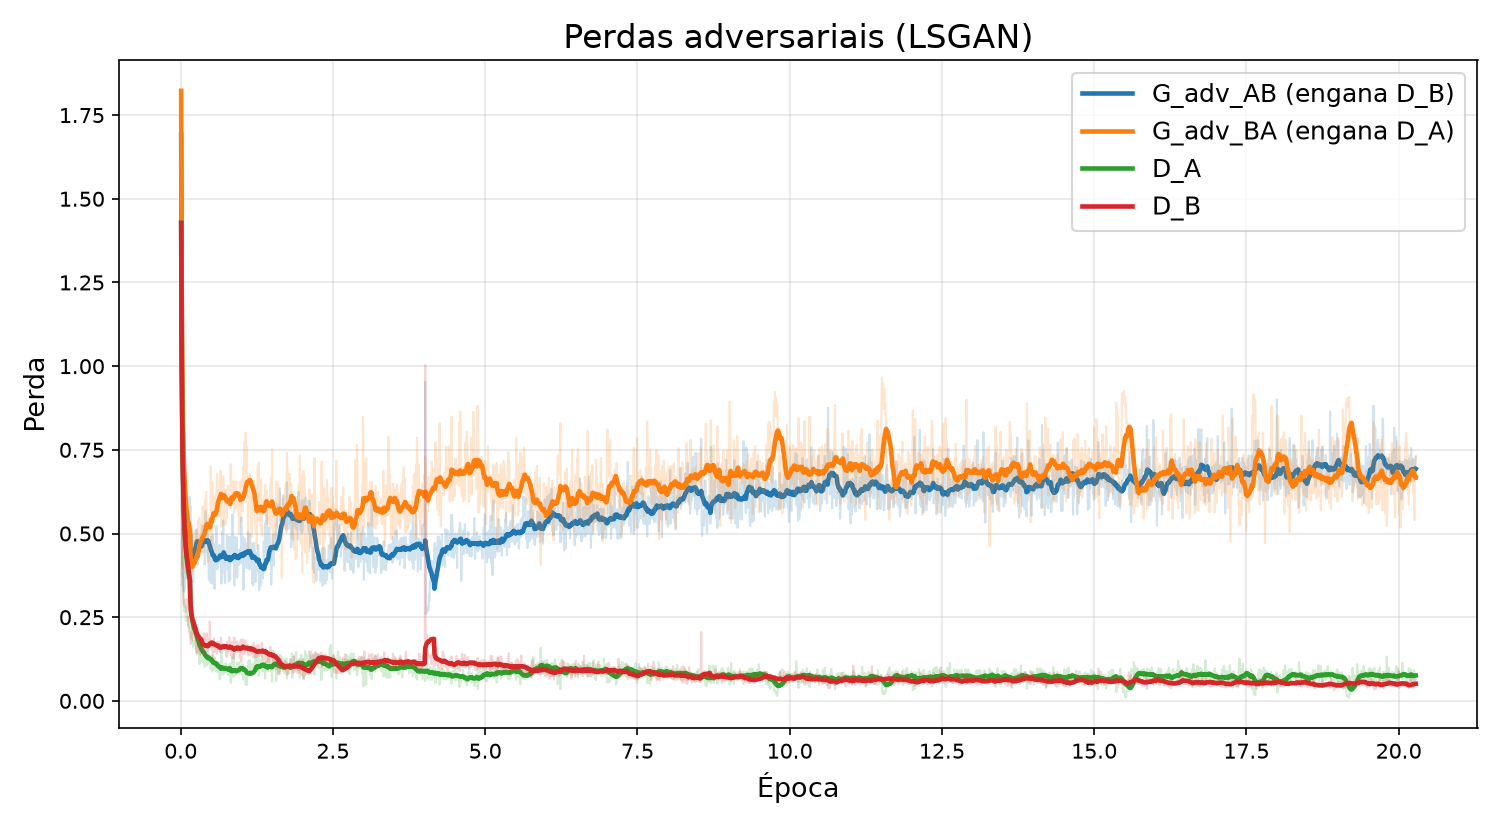 Perdas adversariais (LSGAN)
G_adv_AB (engana D_B)
G_adv_BA (engana D_A)
D_A
D_B
Perda
1.75
1.50
1.25
1.00
0.75
0.50
0.25
0.00
0.0 2.5 5.0 7.5 10.0 12.5 15.0 17.5 20.0
Época